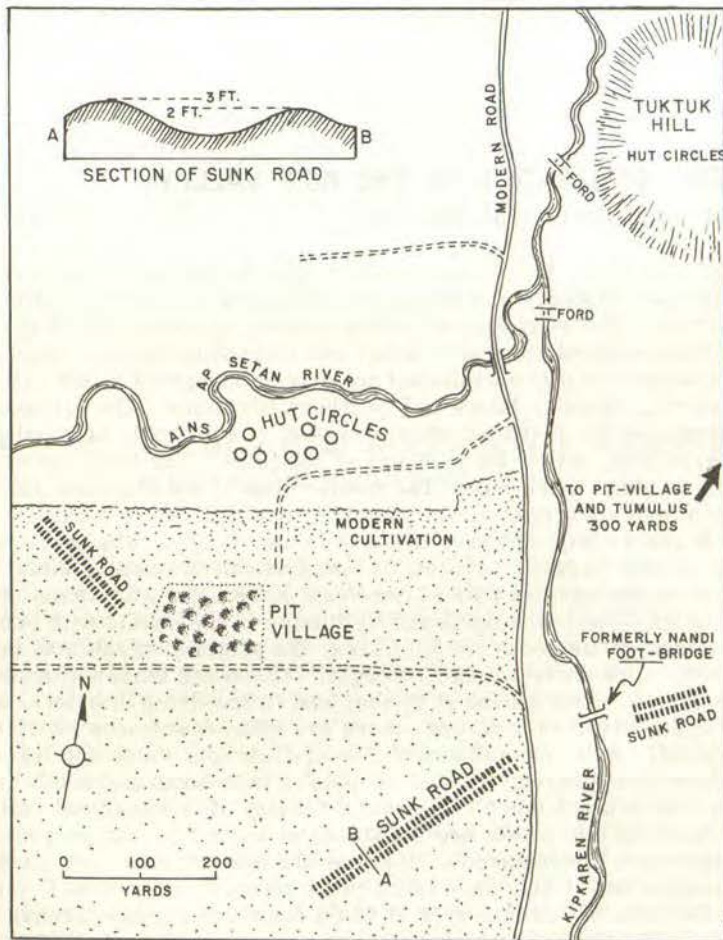 3 FT.
2 FT.
A
B
SECTION OF SUNK ROAD
MODERN ROAD
TUKTUK
HILL
HUT CIRCLES
FORD
FORD
AINS AP SETAN RIVER
HUT CIRCLES
TO PIT-VILLAGE
AND TUMULUS
300 YARDS
MODERN
CULTIVATION
SUNK ROAD
PIT
VILLAGE
FORMERLY NANDI
FOOT-BRIDGE
SUNK ROAD
N
SUNK ROAD
B
A
0 100 200
YARDS
KIPKAREN RIVER